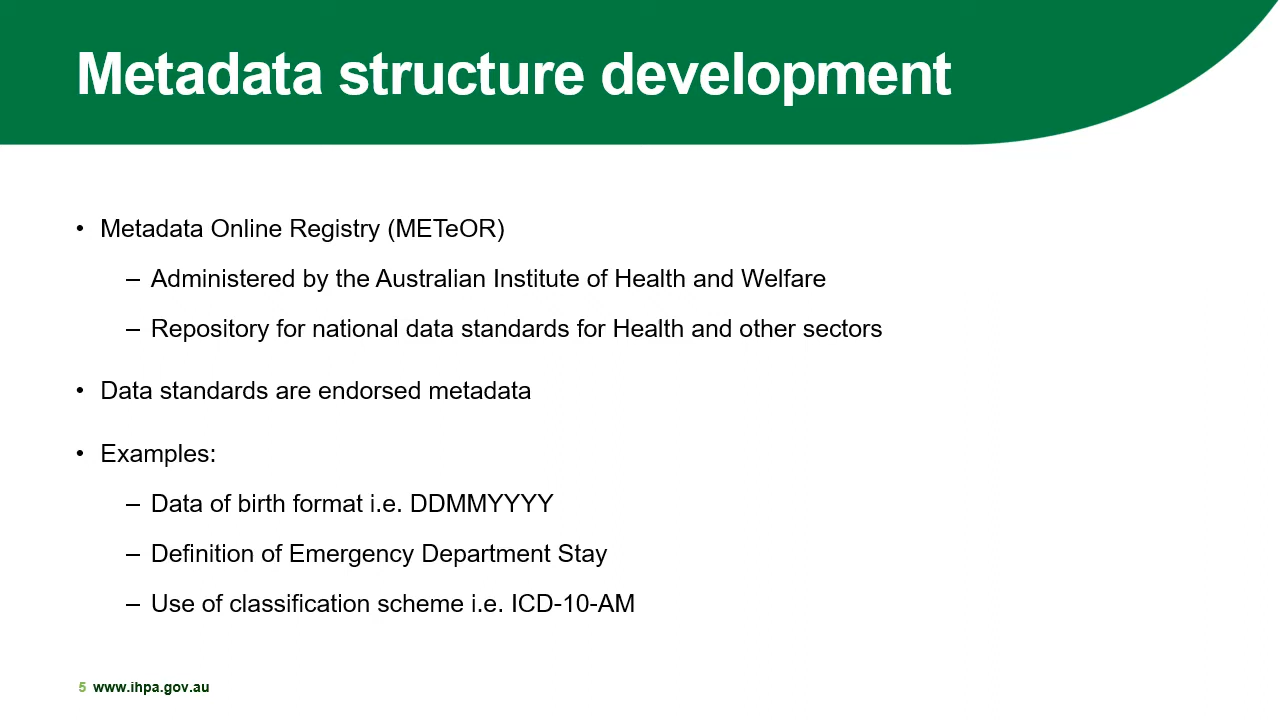 Metadata structure development
• Metadata Online Registry (METeOR)
– Administered by the Australian Institute of Health and Welfare
– Repository for national data standards for Health and other sectors
• Data standards are endorsed metadata
• Examples:
– Data of birth format i.e. DDMMYYYY
– Definition of Emergency Department Stay
– Use of classification scheme i.e. ICD-10-AM
5 www.ihpa.gov.au